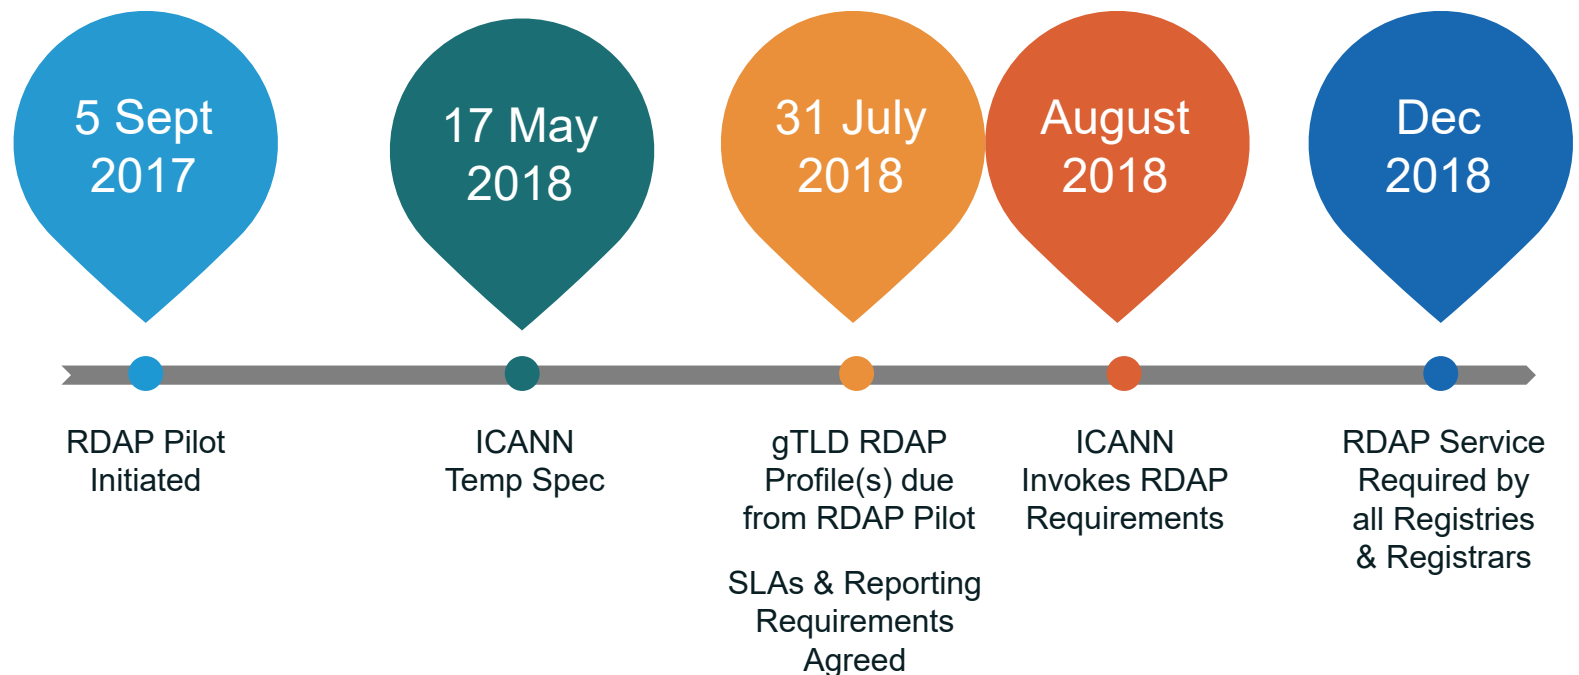 5 Sept
2017
17 May
2018
31 July
2018
August
2018
Dec
2018
RDAP Pilot
Initiated
ICANN
Temp Spec
gTLD RDAP
Profile(s) due
from RDAP Pilot
SLAs & Reporting
Requirements
Agreed
ICANN
Invokes RDAP
Requirements
RDAP Service
Required by
all Registries
& Registrars